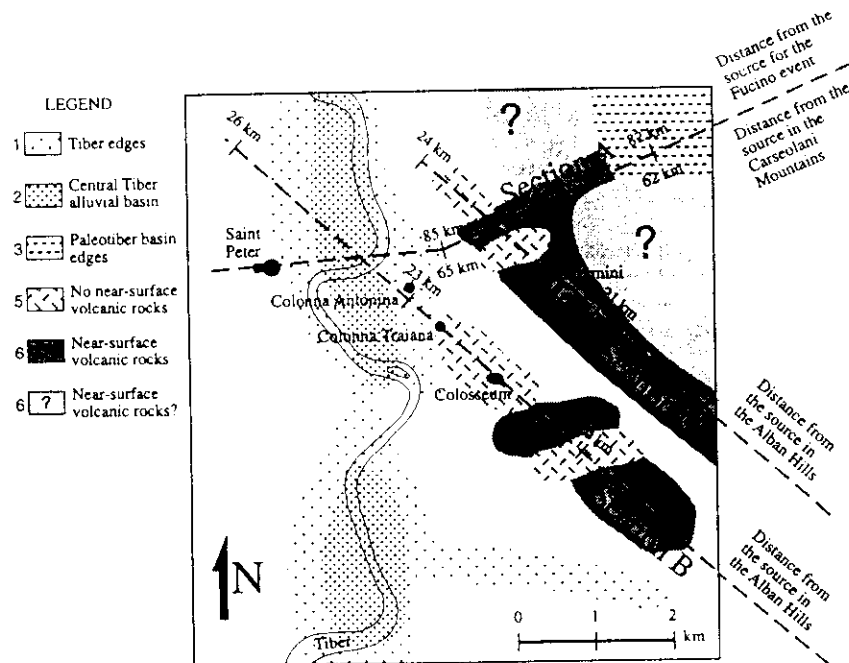 LEGEND
1 Tiber edges
2 Central Tiber
alluvial basin
3 Paleotiber basin
edges
5 No near-surface
volcanic rocks
6 Near-surface
volcanic rocks
6 ? Near-surface
volcanic rocks?
Distance from the
source for the
Fucino event
Distance from the
source in the
Carseolani
Mountains
26 km
24 km
?
Section A
82 km
62 km
Saint
Peter
85 km
65 km
?
23 km
Colonna Antonina
Colonna Traiana
Colosseum
km
Distance from
the source in
the Alban Hills
B
Distance from
the source in
the Alban Hills
N
Tiber
0 1 2
km